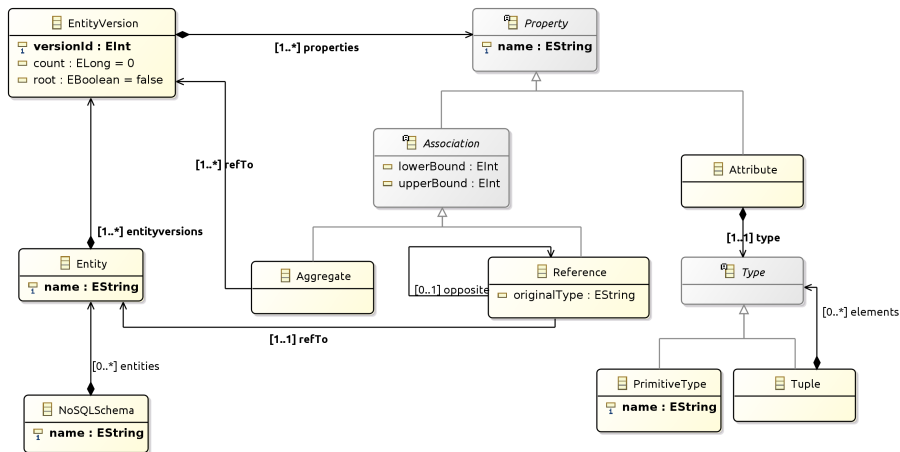 EntityVersion
versionId : EInt
count : ELong = 0
root : EBoolean = false
[1..*] properties
Property
name : EString
Association
lowerBound : EInt
upperBound : EInt
[1..*] refTo
Attribute
[1..1] type
[1..*] entityversions
Entity
name : EString
Aggregate
[0..1] opposite
Reference
originalType : EString
Type
[0..*] elements
[1..1] refTo
[0..*] entities
NoSQLSchema
name : EString
PrimitiveType
name : EString
Tuple